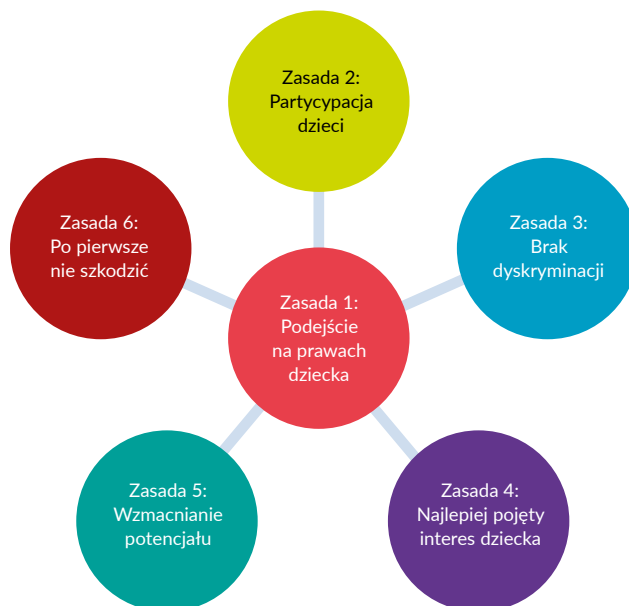 Zasada 2:
Partycypacja
dzieci
Zasada 6:
Po pierwsze
nie szkodzić
Zasada 3:
Brak
dyskryminacji
Zasada 1:
Podejście
na prawach
dziecka
Zasada 5:
Wzmacnianie
potencjału
Zasada 4:
Najlepiej pojęty
interes dziecka